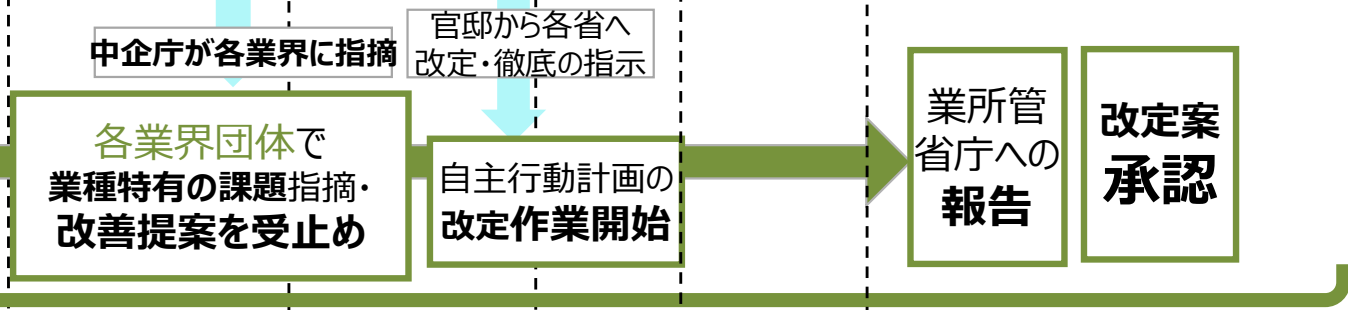 中企庁が各業界に指摘
官邸から各省へ
改定・徹底の指示
各業界団体で
業種特有の課題指摘・
改善提案を受止め
自主行動計画の
改定作業開始
業所管
省庁への
報告
改定案
承認